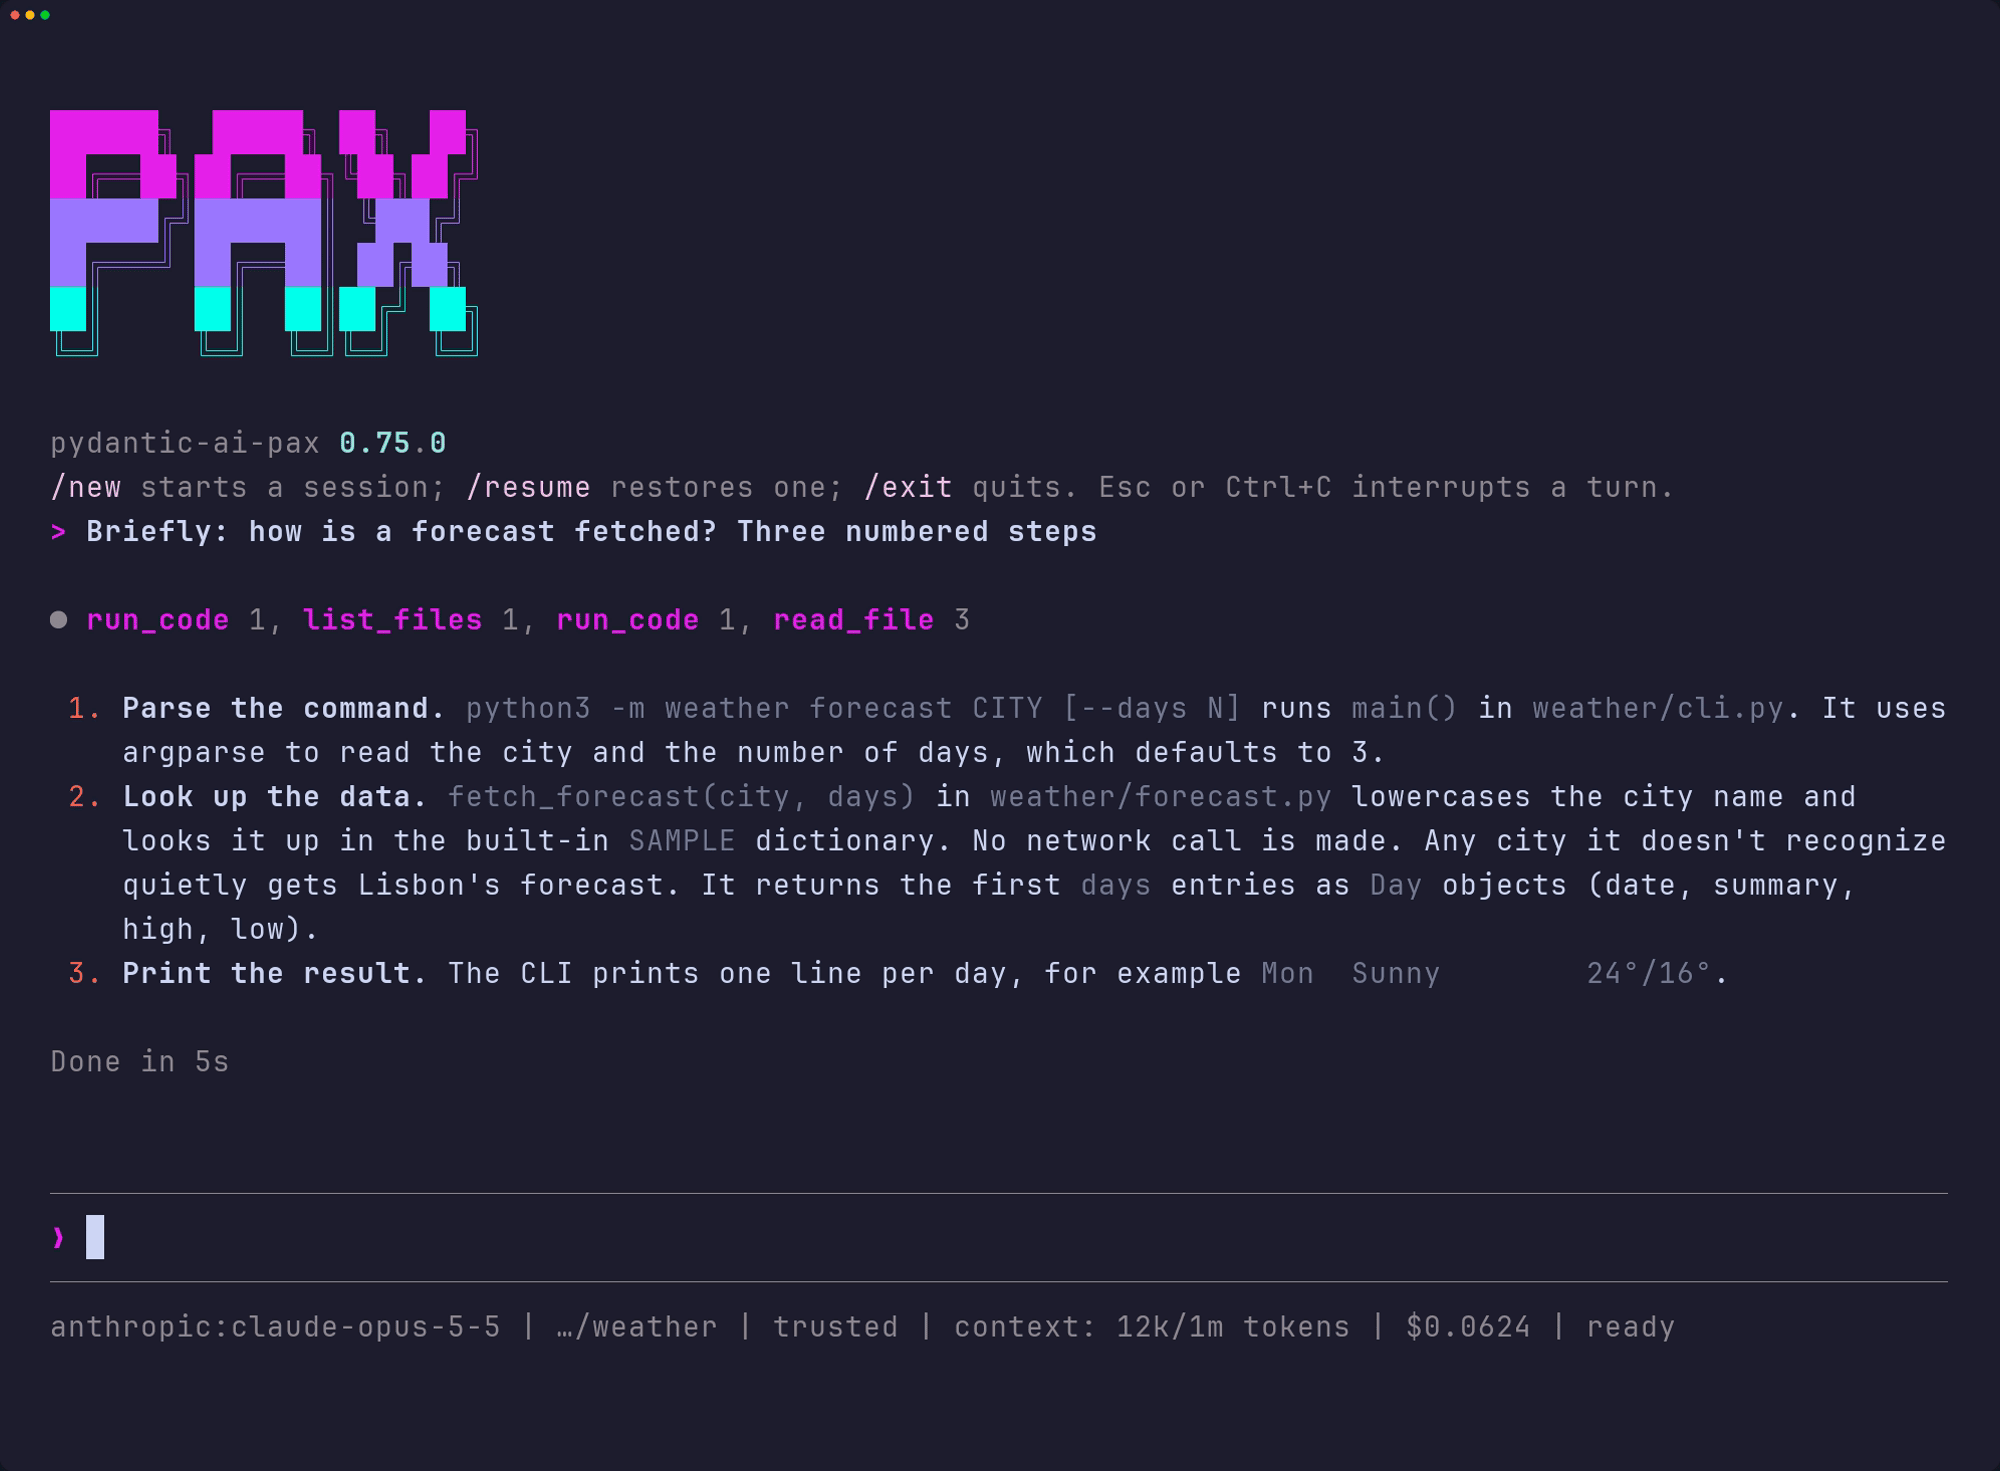 PAX
pydantic-ai-pax 0.75.0
/new starts a session; /resume restores one; /exit quits. Esc or Ctrl+C interrupts a turn.
> Briefly: how is a forecast fetched? Three numbered steps
● run_code 1, list_files 1, run_code 1, read_file 3
1. Parse the command. python3 -m weather forecast CITY [--days N] runs main() in weather/cli.py. It uses
argparse to read the city and the number of days, which defaults to 3.
2. Look up the data. fetch_forecast(city, days) in weather/forecast.py lowercases the city name and
looks it up in the built-in SAMPLE dictionary. No network call is made. Any city it doesn't recognize
quietly gets Lisbon's forecast. It returns the first days entries as Day objects (date, summary,
high, low).
3. Print the result. The CLI prints one line per day, for example Mon  Sunny        24°/16°.
Done in 5s
❯
anthropic:claude-opus-5-5 | …/weather | trusted | context: 12k/1m tokens | $0.0624 | ready